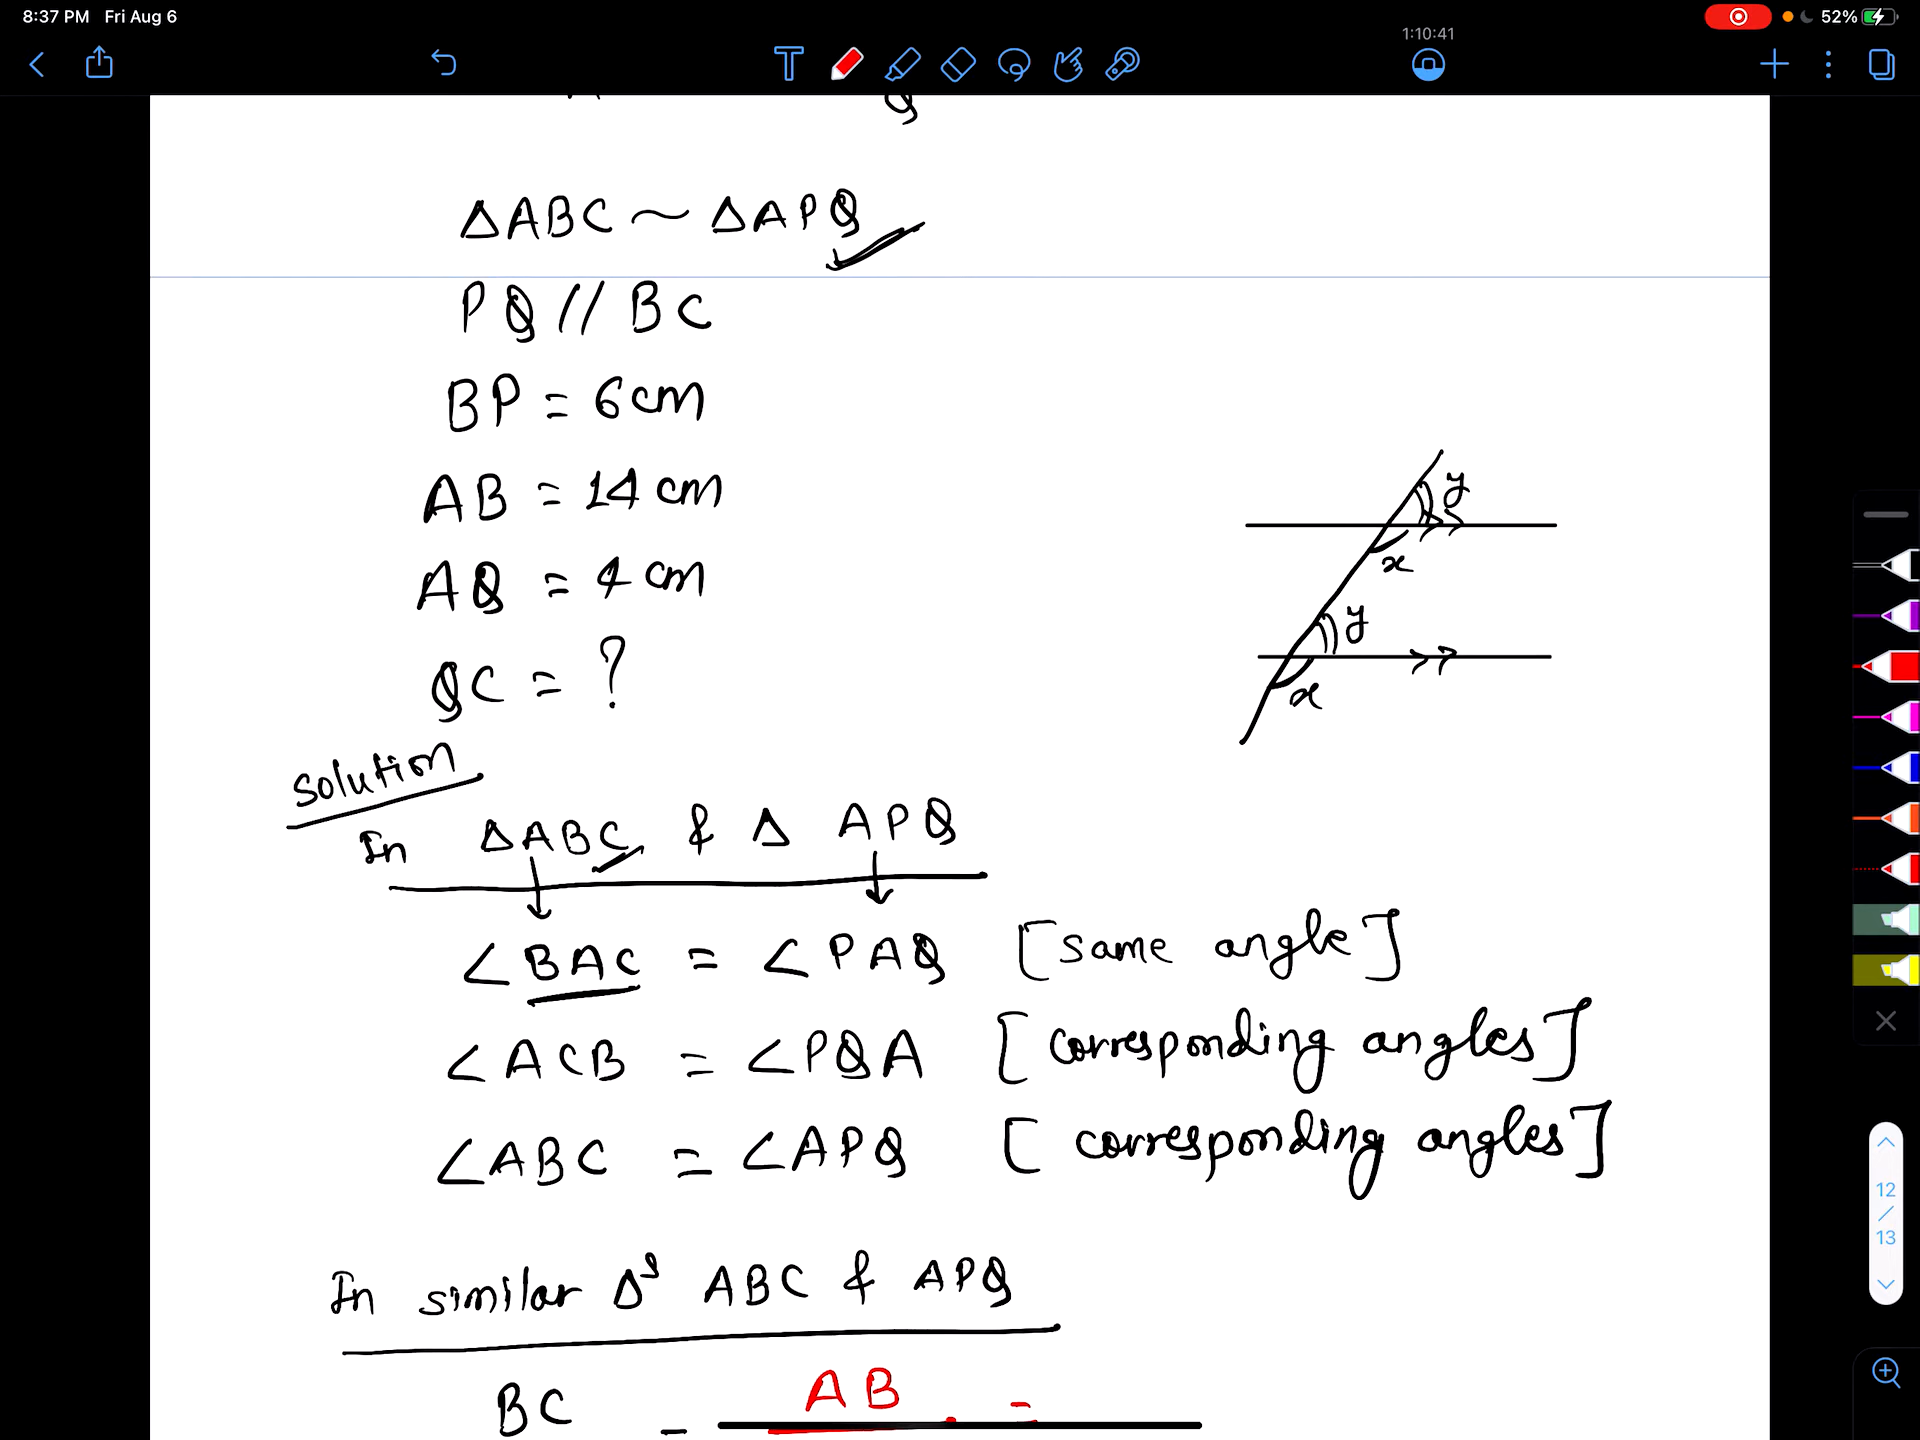 8:37 PM Fri Aug 6
52%
1:10:41
Q
ΔABC ~ ΔAPQ
PQ // BC
BP = 6cm
AB = 14 cm
AQ = 4 cm
QC = ?
y
x
y
x
Solution
In ΔABC & Δ APQ
∠BAC = ∠PAQ [same angle]
∠ACB = ∠PQA [corresponding angles]
∠ABC = ∠APQ [corresponding angles]
In similar Δs ABC & APQ
BC = AB =
12
/
13